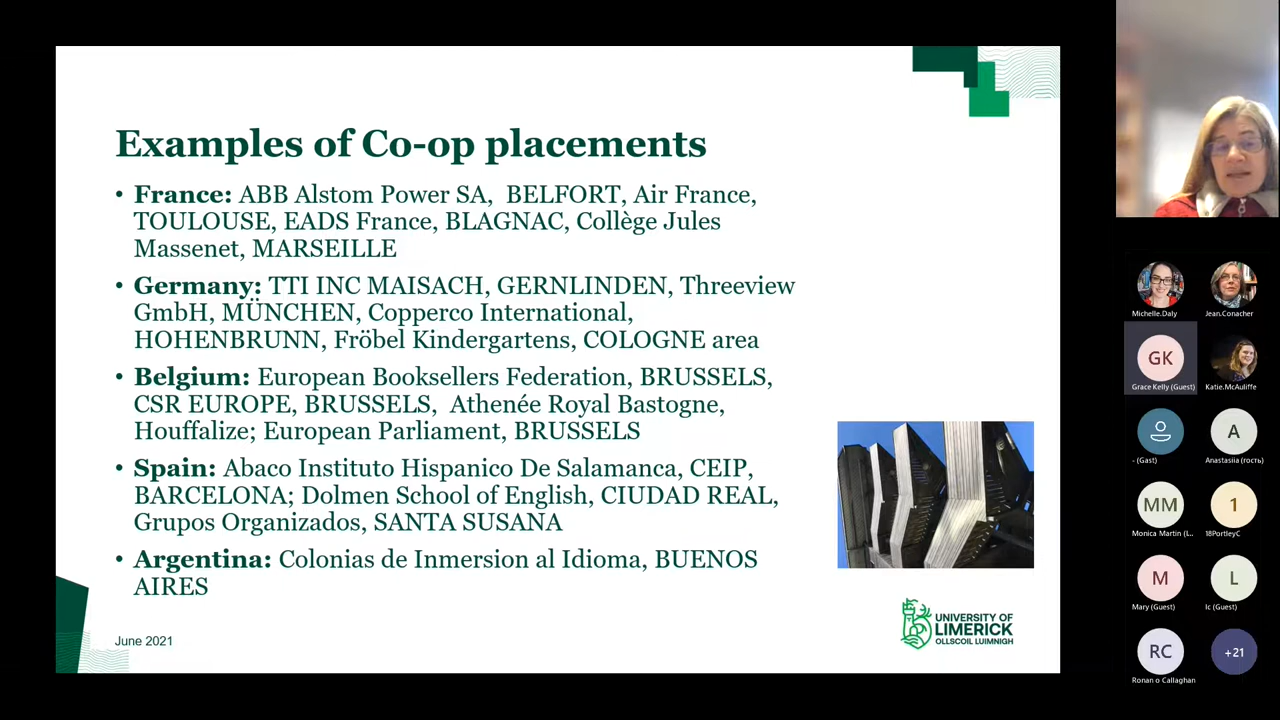 Examples of Co-op placements
• France: ABB Alstom Power SA, BELFORT, Air France,
TOULOUSE, EADS France, BLAGNAC, Collège Jules
Massenet, MARSEILLE
• Germany: TTI INC MAISACH, GERNLINDEN, Threeview
GmbH, MÜNCHEN, Copperco International,
HOHENBRUNN, Fröbel Kindergartens, COLOGNE area
• Belgium: European Booksellers Federation, BRUSSELS,
CSR EUROPE, BRUSSELS, Athenée Royal Bastogne,
Houffalize; European Parliament, BRUSSELS
• Spain: Abaco Instituto Hispanico De Salamanca, CEIP,
BARCELONA; Dolmen School of English, CIUDAD REAL,
Grupos Organizados, SANTA SUSANA
• Argentina: Colonias de Inmersion al Idioma, BUENOS
AIRES
June 2021
UNIVERSITY OF
LIMERICK
OLLSCOIL LUIMNIGH
Michelle.Daly
Jean.Conacher
GK
Grace Kelly (Guest)
Katie.McAuliffe
- (Gast)
A
Anastasiia (гость)
MM
Monica Martin (I...
1
18PortleyC
M
Mary (Guest)
L
lc (Guest)
RC
Ronan o Callaghan
+21